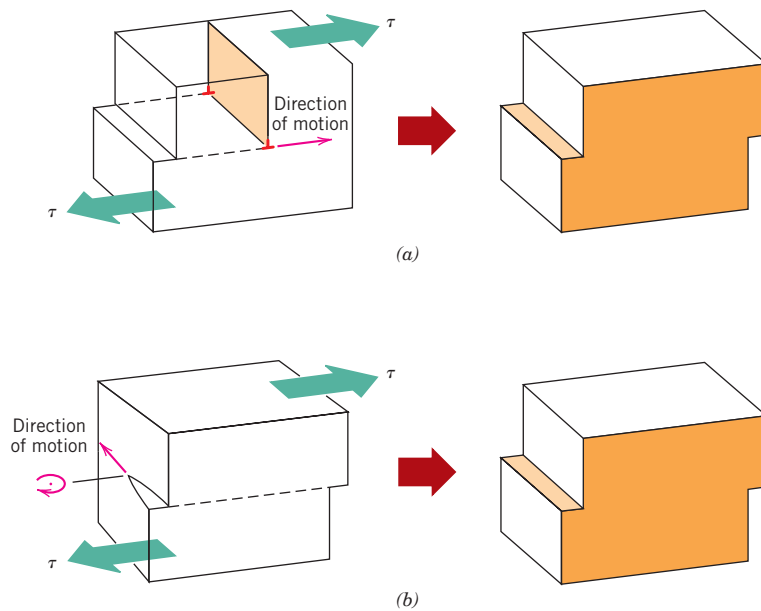 τ
Direction
of motion
τ
(a)
τ
Direction
of motion
τ
(b)